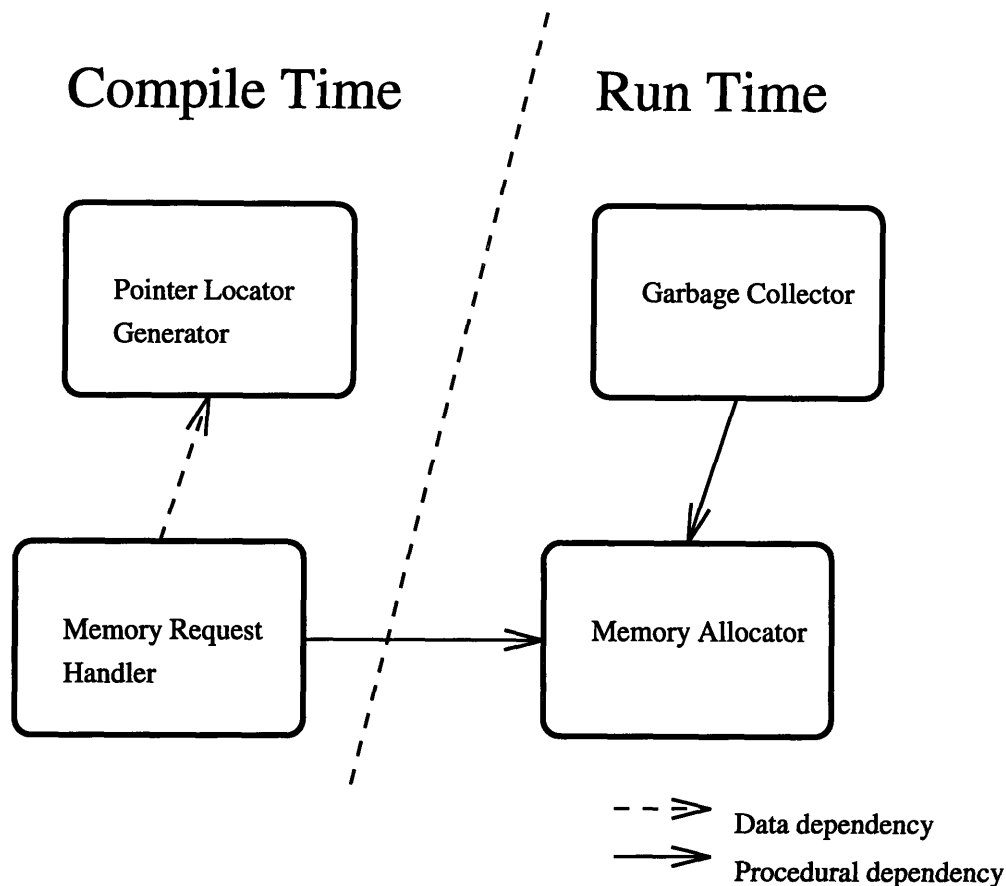 Compile Time
Run Time
Pointer Locator
Generator
Garbage Collector
Memory Request
Handler
Memory Allocator
Data dependency
Procedural dependency